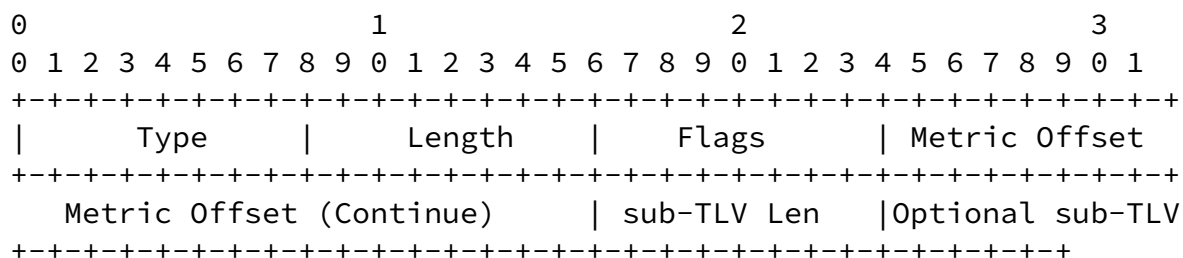 0                   1                   2                   3
0 1 2 3 4 5 6 7 8 9 0 1 2 3 4 5 6 7 8 9 0 1 2 3 4 5 6 7 8 9 0 1
+-+-+-+-+-+-+-+-+-+-+-+-+-+-+-+-+-+-+-+-+-+-+-+-+-+-+-+-+-+-+-+-+
|      Type     |     Length    |    Flags      | Metric Offset
+-+-+-+-+-+-+-+-+-+-+-+-+-+-+-+-+-+-+-+-+-+-+-+-+-+-+-+-+-+-+-+-+
   Metric Offset (Continue)     | sub-TLV Len   |Optional sub-TLV
+-+-+-+-+-+-+-+-+-+-+-+-+-+-+-+-+-+-+-+-+-+-+-+-+-+-+-+-+-+